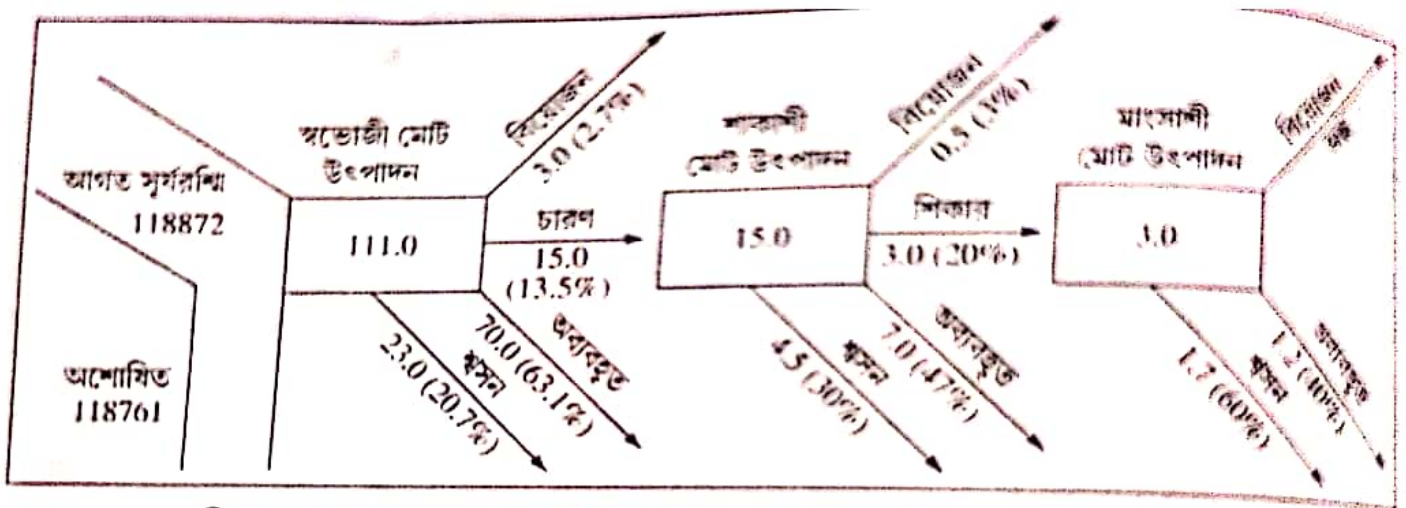 স্বভোজী মোট
উৎপাদন
আগত সূর্যরশ্মি
118872
অশোষিত
118761
111.0
বিয়োজন
3.0 (2.7%)
চারণ
15.0
(13.5%)
অব্যবহৃত
70.0 (63.1%)
শ্বসন
23.0 (20.7%)
শাকাশী
মোট উৎপাদন
15.0
বিয়োজন
0.5 (3%)
শিকার
3.0 (20%)
অব্যবহৃত
7.0 (47%)
শ্বসন
4.5 (30%)
মাংসাশী
মোট উৎপাদন
3.0
বিয়োজন
অব্যবহৃত
1.2 (40%)
শ্বসন
(60%)